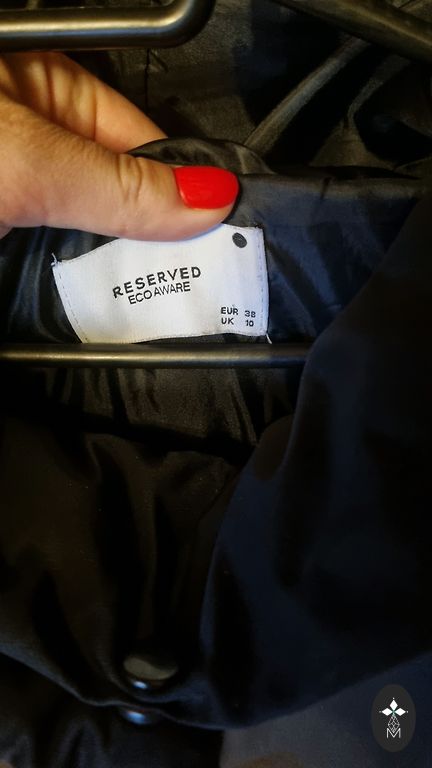 RESERVED
ECO AWARE
EUR 38
UK 10
M